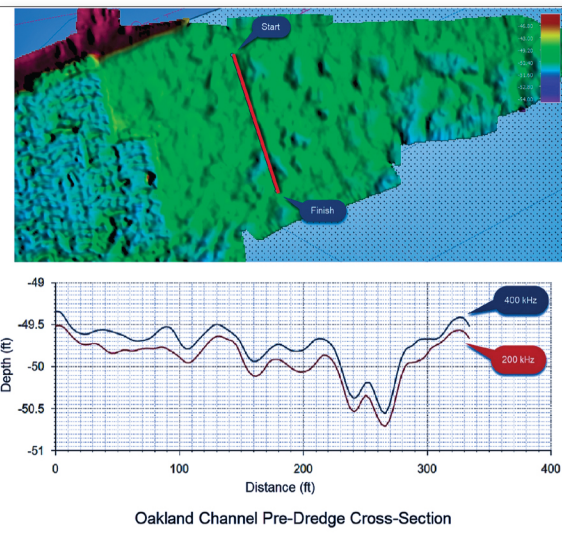 Start
Finish
-49
400 kHz
-49.5
200 kHz
-50
-50.5
-51
Depth (ft)
0 100 200 300 400
Distance (ft)
Oakland Channel Pre-Dredge Cross-Section